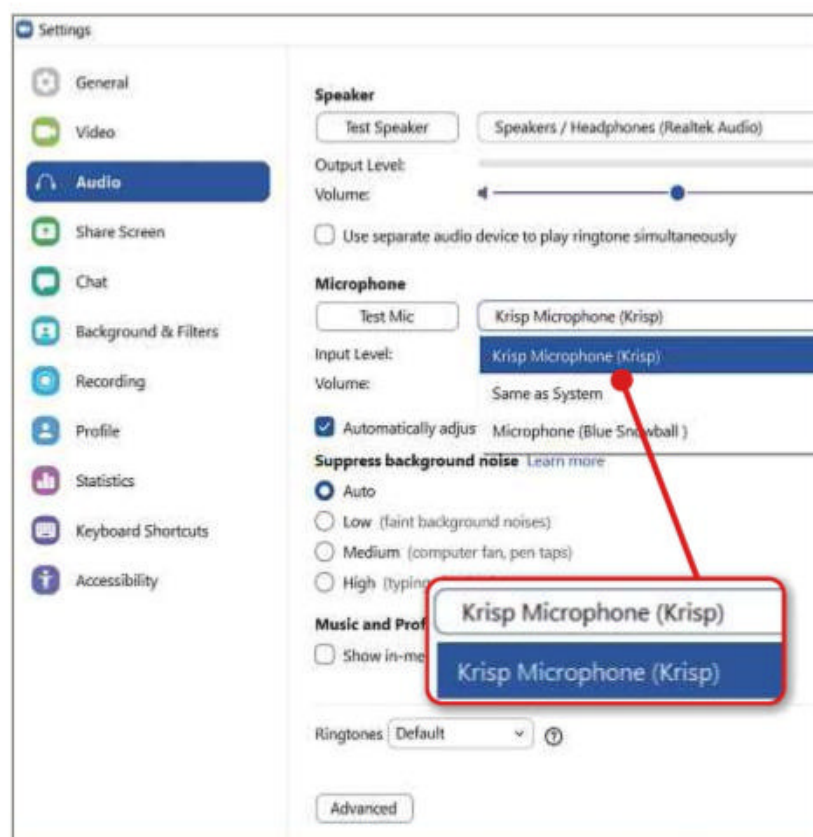 Settings
General
Video
Audio
Share Screen
Chat
Background & Filters
Recording
Profile
Statistics
Keyboard Shortcuts
Accessibility
Speaker
Test Speaker
Speakers / Headphones (Realtek Audio)
Output Level:
Volume:
Use separate audio device to play ringtone simultaneously
Microphone
Test Mic
Krisp Microphone (Krisp)
Input Level:
Krisp Microphone (Krisp)
Volume:
Same as System
Automatically adjus
Microphone (Blue Snowball )
Suppress background noise Learn more
Auto
Low (faint background noises)
Medium (computer fan, pen taps)
High (typing
Krisp Microphone (Krisp)
Music and Prof
Show in-me
Krisp Microphone (Krisp)
Ringtones Default
Advanced